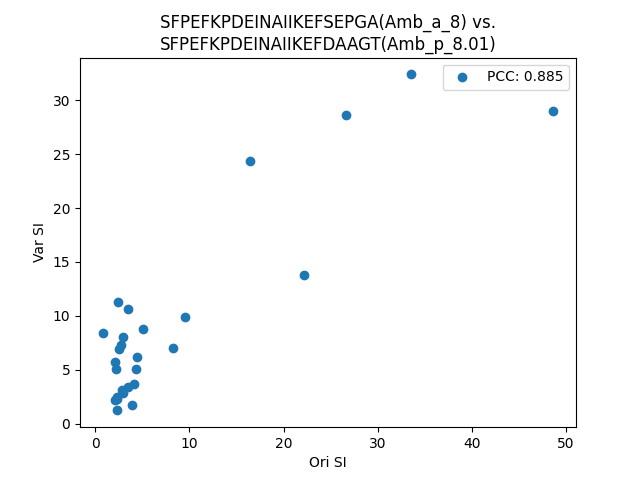 SFPEFKPDEINAIIKEFSEPGA(Amb_a_8) vs.
SFPEFKPDEINAIIKEFDAAGT(Amb_p_8.01)
PCC: 0.885
Var SI
30
25
20
15
10
5
0
0 10 20 30 40 50
Ori SI